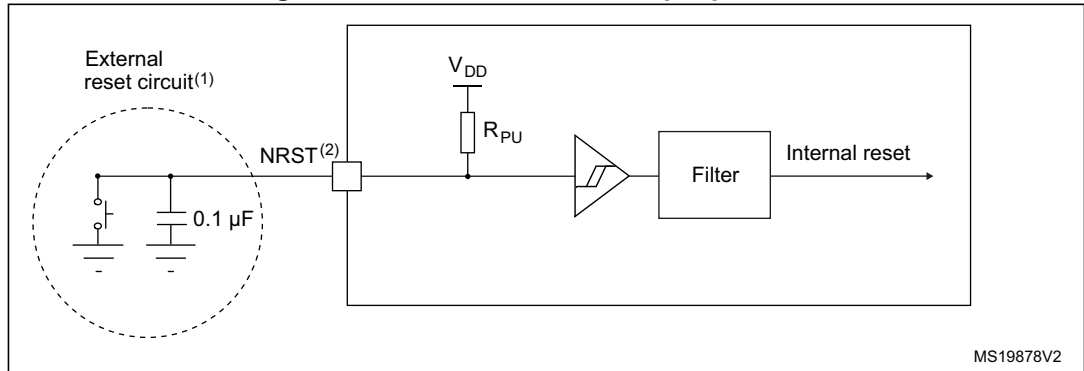 External
reset circuit(1)
VDD
RPU
NRST(2)
Filter
Internal reset
0.1 µF
MS19878V2